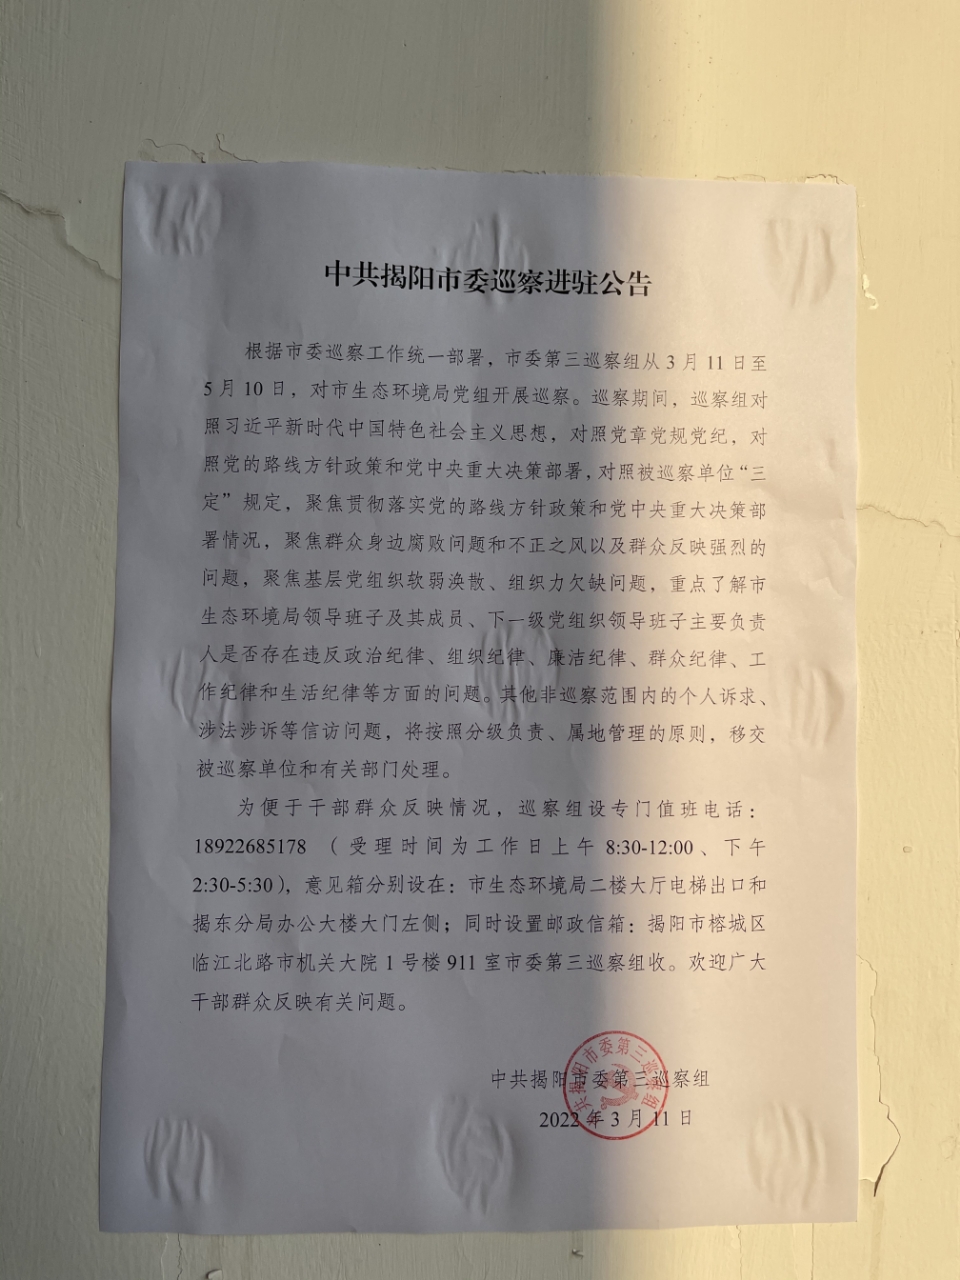 中共揭阳市委巡察进驻公告
根据市委巡察工作统一部署，市委第三巡察组从3月11日至
5月10日，对市生态环境局党组开展巡察。巡察期间，巡察组对
照习近平新时代中国特色社会主义思想，对照党章党规党纪，对
照党的路线方针政策和党中央重大决策部署，对照被巡察单位“三
定”规定，聚焦贯彻落实党的路线方针政策和党中央重大决策部
署情况，聚焦群众身边腐败问题和不正之风以及群众反映强烈的
问题，聚焦基层党组织软弱涣散、组织力欠缺问题，重点了解市
生态环境局领导班子及其成员、下一级党组织领导班子主要负责
人是否存在违反政治纪律、组织纪律、廉洁纪律、群众纪律、工
作纪律和生活纪律等方面的问题。其他非巡察范围内的个人诉求、
涉法涉诉等信访问题，将按照分级负责、属地管理的原则，移交
被巡察单位和有关部门处理。
为便于干部群众反映情况，巡察组设专门值班电话：
18922685178（受理时间为工作日上午8:30-12:00、下午
2:30-5:30），意见箱分别设在：市生态环境局二楼大厅电梯出口和
揭东分局办公大楼大门左侧；同时设置邮政信箱：揭阳市榕城区
临江北路市机关大院1号楼911室市委第三巡察组收。欢迎广大
干部群众反映有关问题。
中共揭阳市委第三巡察组
2022年3月11日
中共揭阳市委第三巡察组